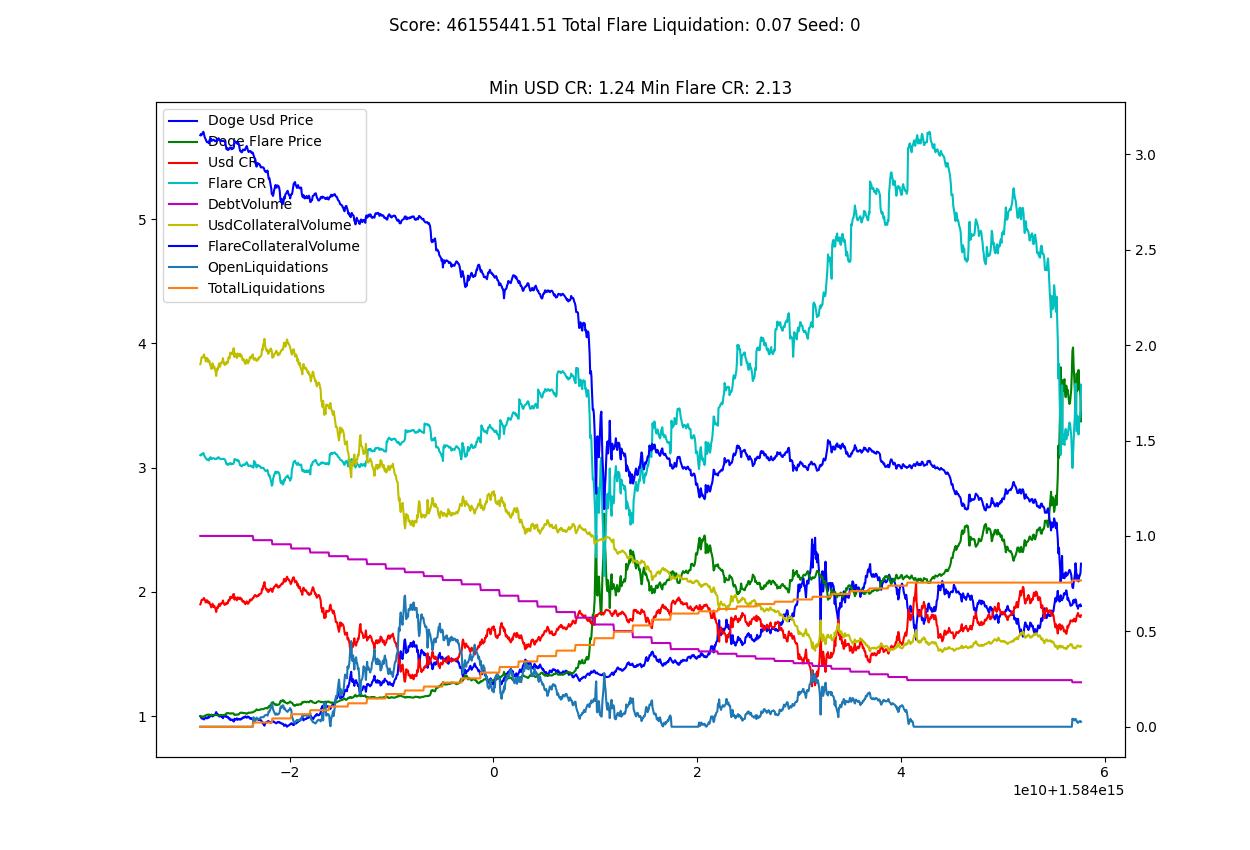 Score: 46155441.51 Total Flare Liquidation: 0.07 Seed: 0
Min USD CR: 1.24 Min Flare CR: 2.13
Doge Usd Price
Doge Flare Price
Usd CR
Flare CR
DebtVolume
UsdCollateralVolume
FlareCollateralVolume
OpenLiquidations
TotalLiquidations
5
4
3
2
1
3.0
2.5
2.0
1.5
1.0
0.5
0.0
−2 0 2 4 6
1e10+1.584e15